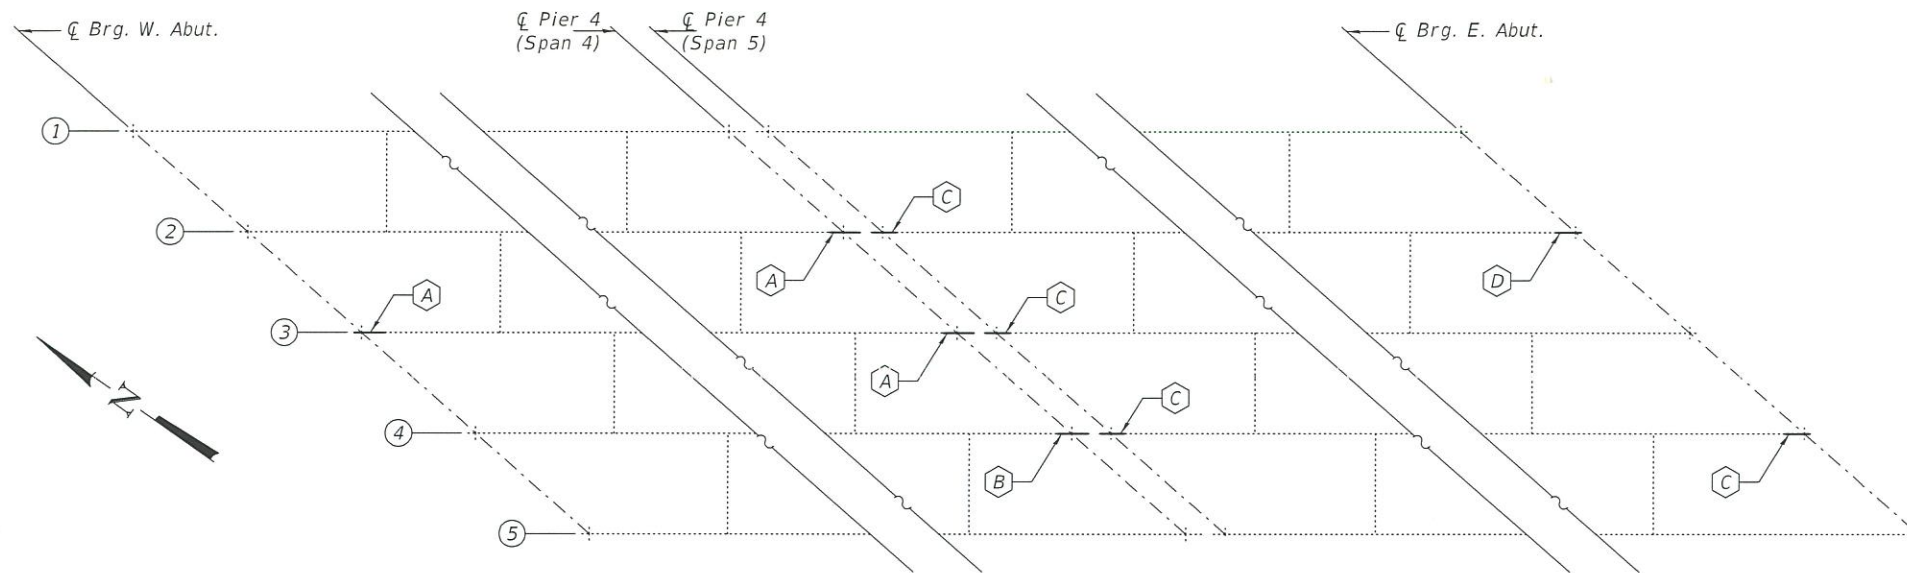 ℄ Brg. W. Abut.
℄ Pier 4
(Span 4)
℄ Pier 4
(Span 5)
℄ Brg. E. Abut.
1
C
2
A
D
A
C
3
A
N
C
4
B
C
5